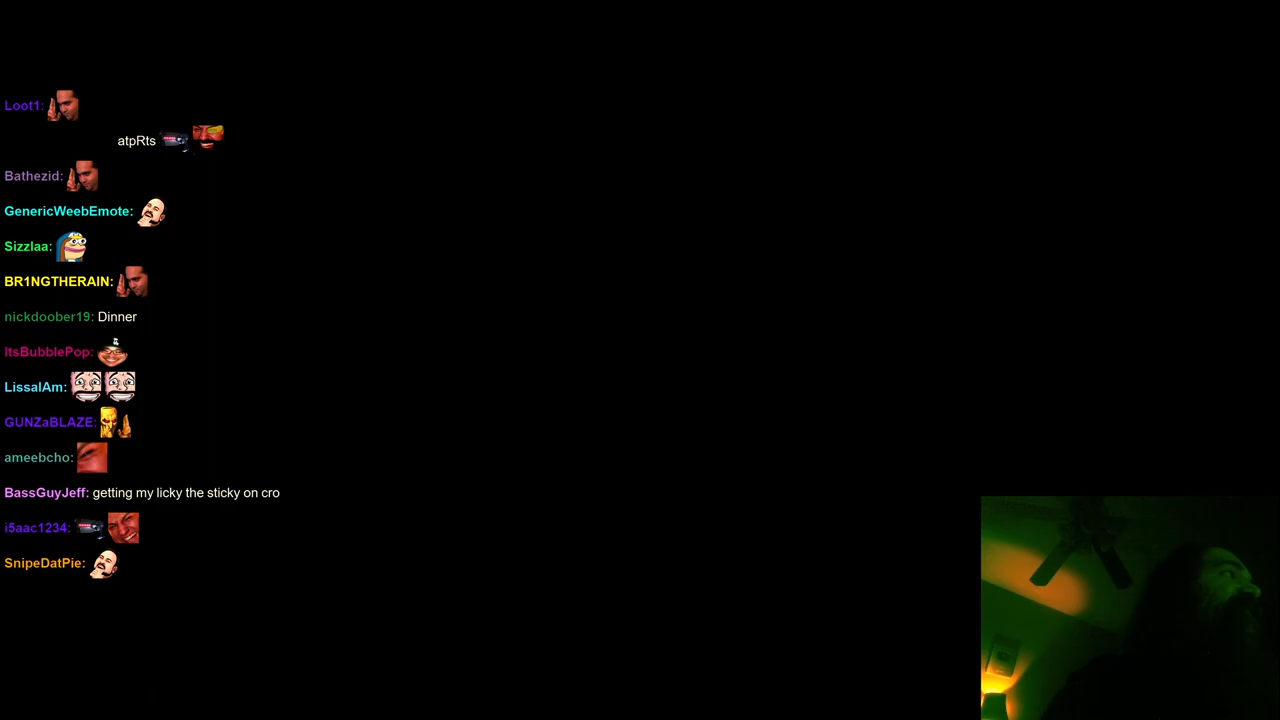 Loot1:
atpRts
Bathezid:
GenericWeebEmote:
Sizzlaa:
BR1NGTHERAIN:
nickdoober19: Dinner
ItsBubblePop:
LissalAm:
GUNZaBLAZE:
ameebcho:
BassGuyJeff: getting my licky the sticky on cro
i5aac1234:
SnipeDatPie: